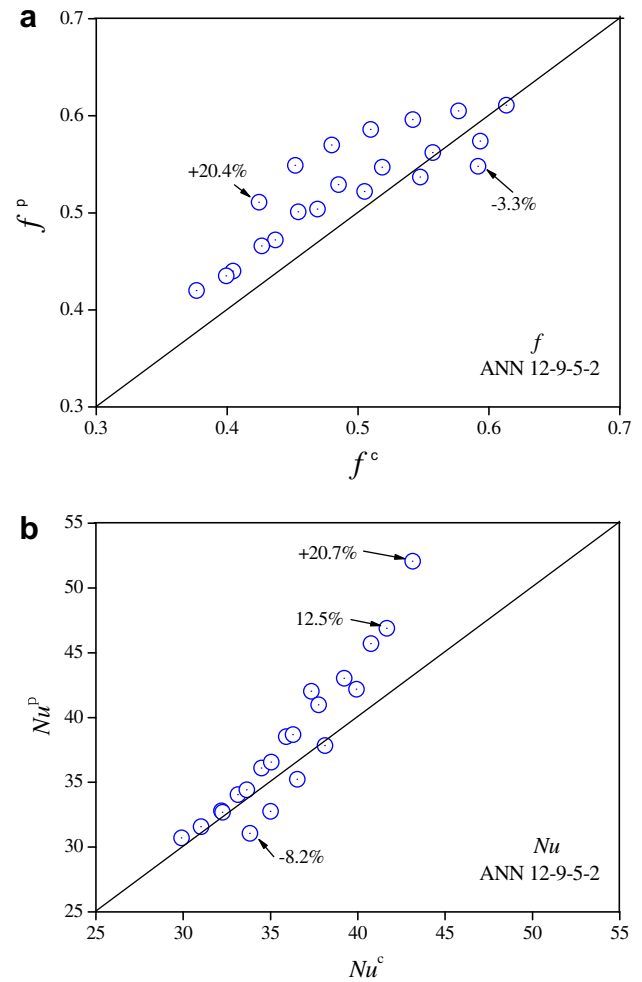 a
0.7
0.6
+20.4%
f p
0.5
-3.3%
0.4
f
ANN 12-9-5-2
0.3
0.3 0.4 0.5 0.6 0.7
f c
b
55
+20.7%
50
12.5%
45
Nu p
40
35
30
-8.2%
Nu
ANN 12-9-5-2
25
25 30 35 40 45 50 55
Nu c